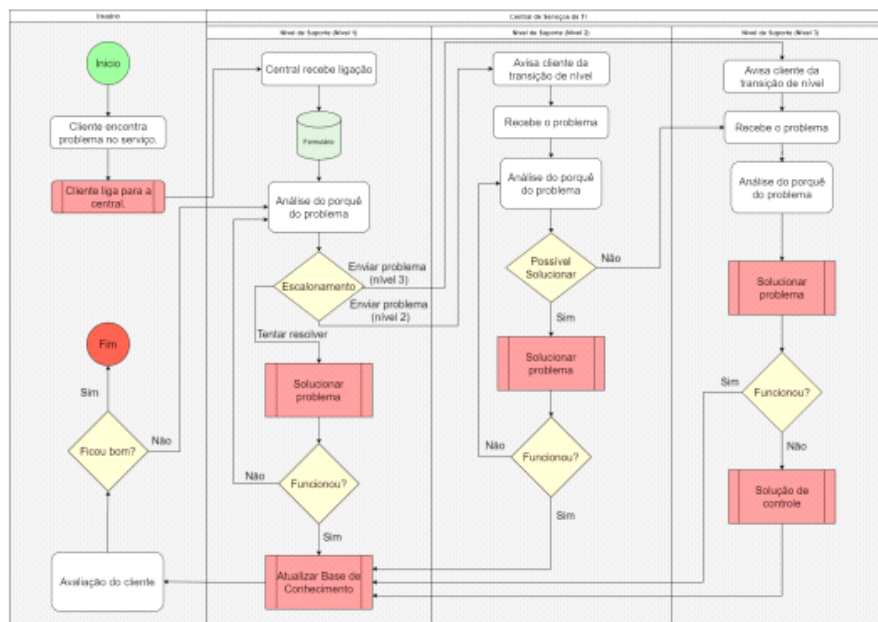 Usuário
Central de Serviços de TI
Nível de Suporte (Nível 1)
Nível de Suporte (Nível 2)
Nível de Suporte (Nível 3)
Início
Cliente encontra
problema no serviço.
Cliente liga para a
central.
Fim
Sim
Ficou bom?
Não
Avaliação do cliente
Central recebe ligação
Formulário
Análise do porquê
do problema
Escalonamento
Enviar problema
(nível 3)
Enviar problema
(nível 2)
Tentar resolver
Solucionar
problema
Não
Funcionou?
Sim
Atualizar Base de
Conhecimento
Avisa cliente da
transição de nível
Recebe o problema
Análise do porquê
do problema
Possível
Solucionar
Não
Sim
Solucionar
problema
Não
Funcionou?
Sim
Avisa cliente da
transição de nível
Recebe o problema
Análise do porquê
do problema
Solucionar
problema
Sim
Funcionou?
Não
Solução de
controle